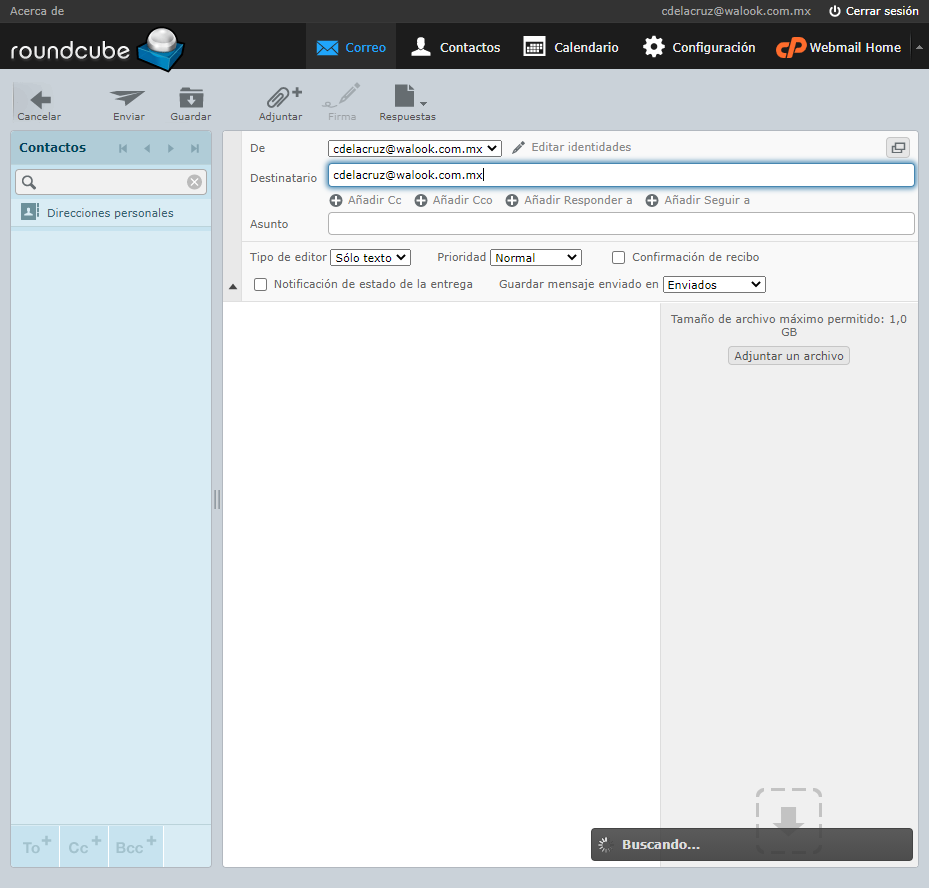 Acerca de
cdelacruz@walook.com.mx
Cerrar sesión
roundcube
Correo
Contactos
Calendario
Configuración
cP Webmail Home
Cancelar
Enviar
Guardar
Adjuntar
Firma
Respuestas
Contactos
Direcciones personales
De
cdelacruz@walook.com.mx
Editar identidades
Destinatario
cdelacruz@walook.com.mx
Añadir Cc
Añadir Cco
Añadir Responder a
Añadir Seguir a
Asunto
Tipo de editor
Sólo texto
Prioridad
Normal
Confirmación de recibo
Notificación de estado de la entrega
Guardar mensaje enviado en
Enviados
Tamaño de archivo máximo permitido: 1,0
GB
Adjuntar un archivo
To+
Cc+
Bcc+
Buscando...